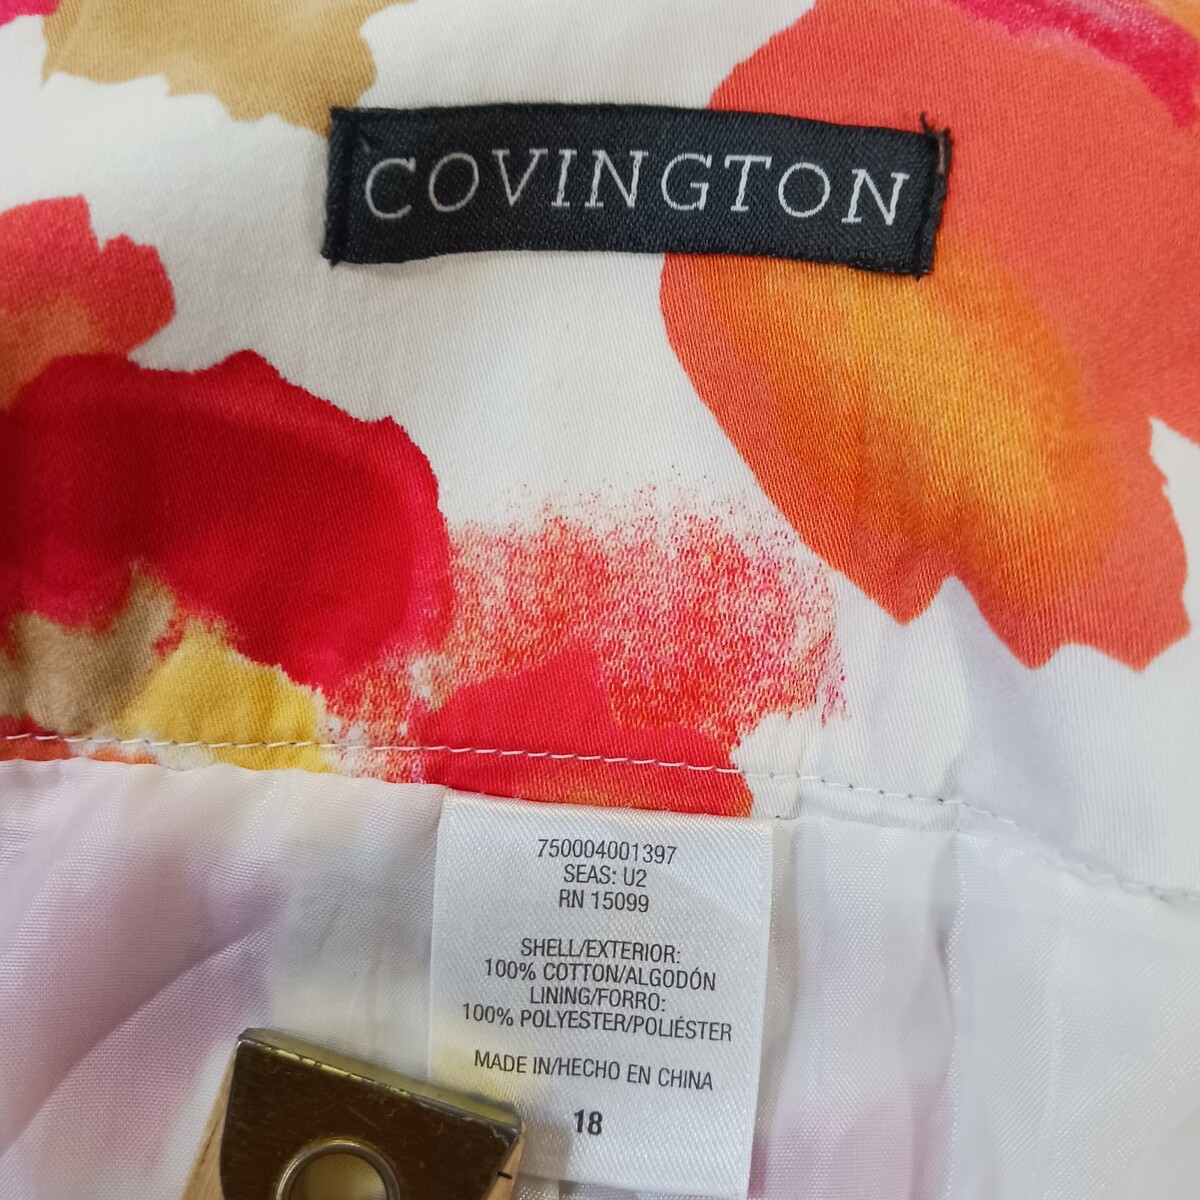 COVINGTON
750004001397
SEAS: U2
RN 15099
SHELL/EXTERIOR:
100% COTTON/ALGODÓN
LINING/FORRO:
100% POLYESTER/POLIÉSTER
MADE IN/HECHO EN CHINA
18